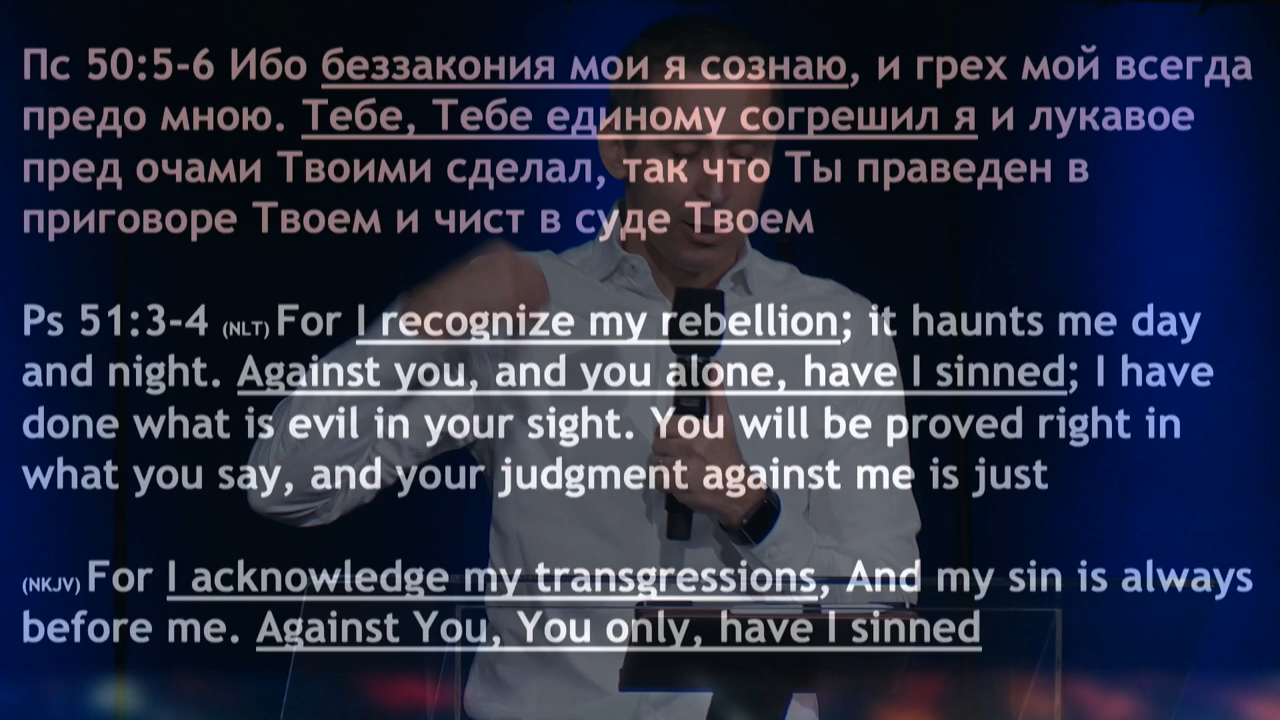 Пс 50:5-6 Ибо беззакония мои я сознаю, и грех мой всегда
предо мною. Тебе, Тебе единому согрешил я и лукавое
пред очами Твоими сделал, так что Ты праведен в
приговоре Твоем и чист в суде Твоем
Ps 51:3-4 (NLT) For I recognize my rebellion; it haunts me day
and night. Against you, and you alone, have I sinned; I have
done what is evil in your sight. You will be proved right in
what you say, and your judgment against me is just
(NKJV) For I acknowledge my transgressions, And my sin is always
before me. Against You, You only, have I sinned